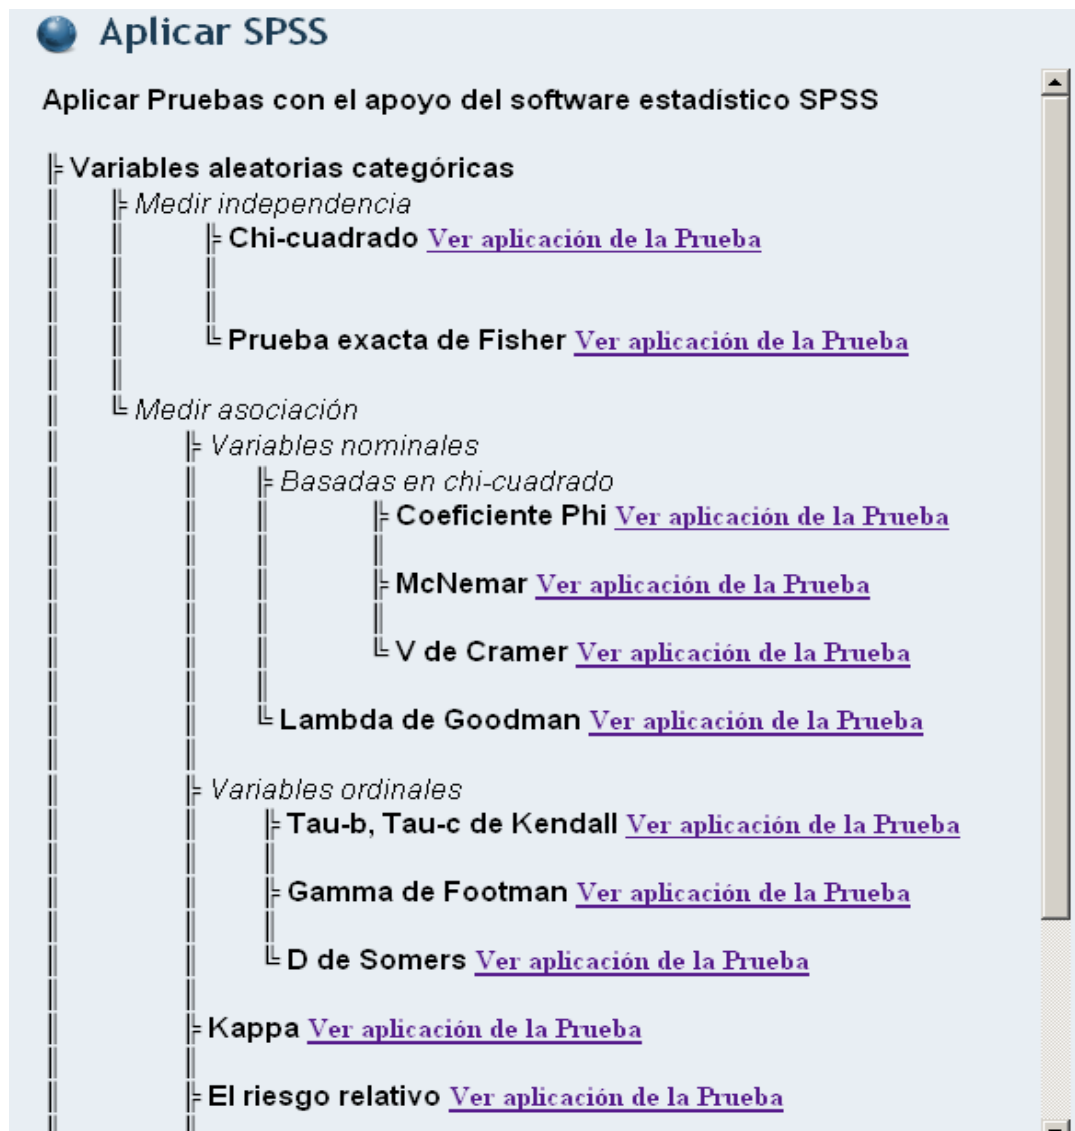 Aplicar SPSS
Aplicar Pruebas con el apoyo del software estadístico SPSS
Variables aleatorias categóricas
Medir independencia
Chi-cuadrado Ver aplicación de la Prueba
Prueba exacta de Fisher Ver aplicación de la Prueba
Medir asociación
Variables nominales
Basadas en chi-cuadrado
Coeficiente Phi Ver aplicación de la Prueba
McNemar Ver aplicación de la Prueba
V de Cramer Ver aplicación de la Prueba
Lambda de Goodman Ver aplicación de la Prueba
Variables ordinales
Tau-b, Tau-c de Kendall Ver aplicación de la Prueba
Gamma de Footman Ver aplicación de la Prueba
D de Somers Ver aplicación de la Prueba
Kappa Ver aplicación de la Prueba
El riesgo relativo Ver aplicación de la Prueba